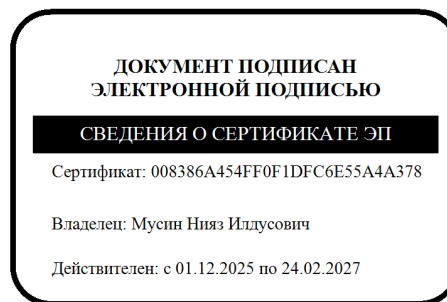 ДОКУМЕНТ ПОДПИСАН
ЭЛЕКТРОННОЙ ПОДПИСЬЮ
СВЕДЕНИЯ О СЕРТИФИКАТЕ ЭП
Сертификат: 008386A454FF0F1DFC6E55A4A378
Владелец: Мусин Нияз Илдусович
Действителен: с 01.12.2025 по 24.02.2027